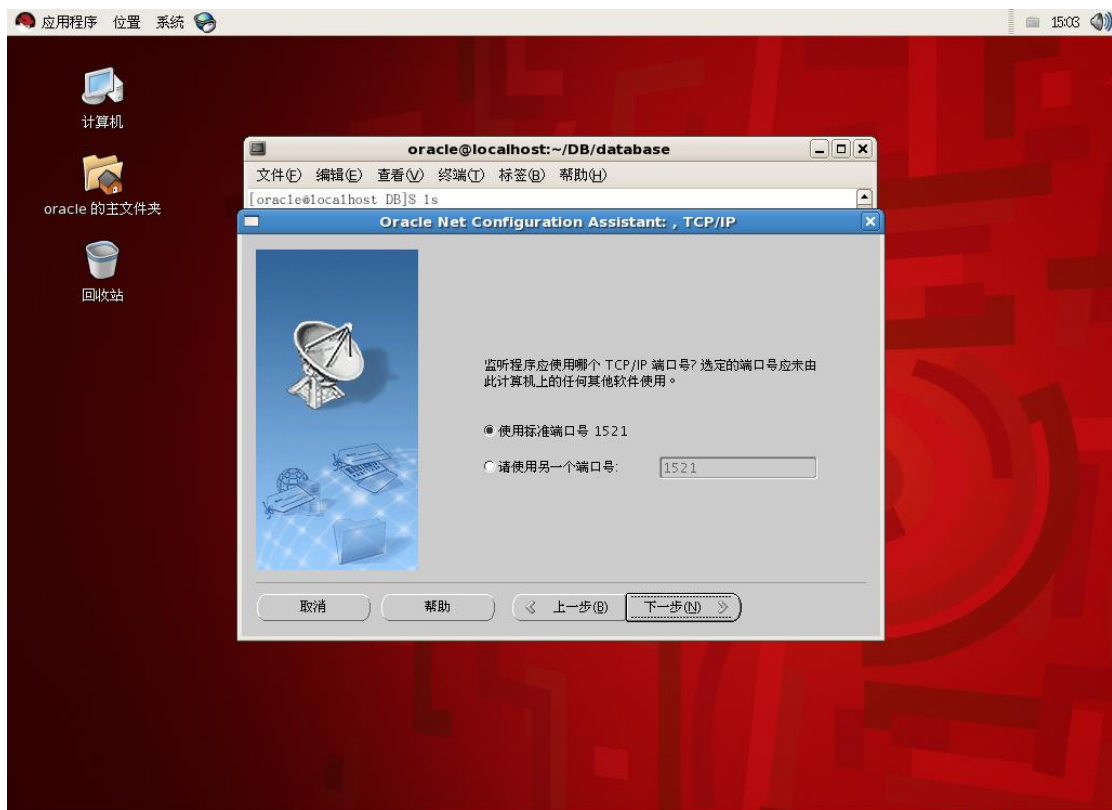 应用程序 位置 系统
15:03
计算机
oracle 的主文件夹
回收站
oracle@localhost:~/DB/database
文件(F) 编辑(E) 查看(V) 终端(T) 标签(B) 帮助(H)
[oracle@localhost DB]$ ls
Oracle Net Configuration Assistant: , TCP/IP
监听程序应使用哪个 TCP/IP 端口号? 选定的端口号应未由
此计算机上的任何其他软件使用。
使用标准端口号 1521
请使用另一个端口号: 1521
取消 帮助 上一步(B) 下一步(N)